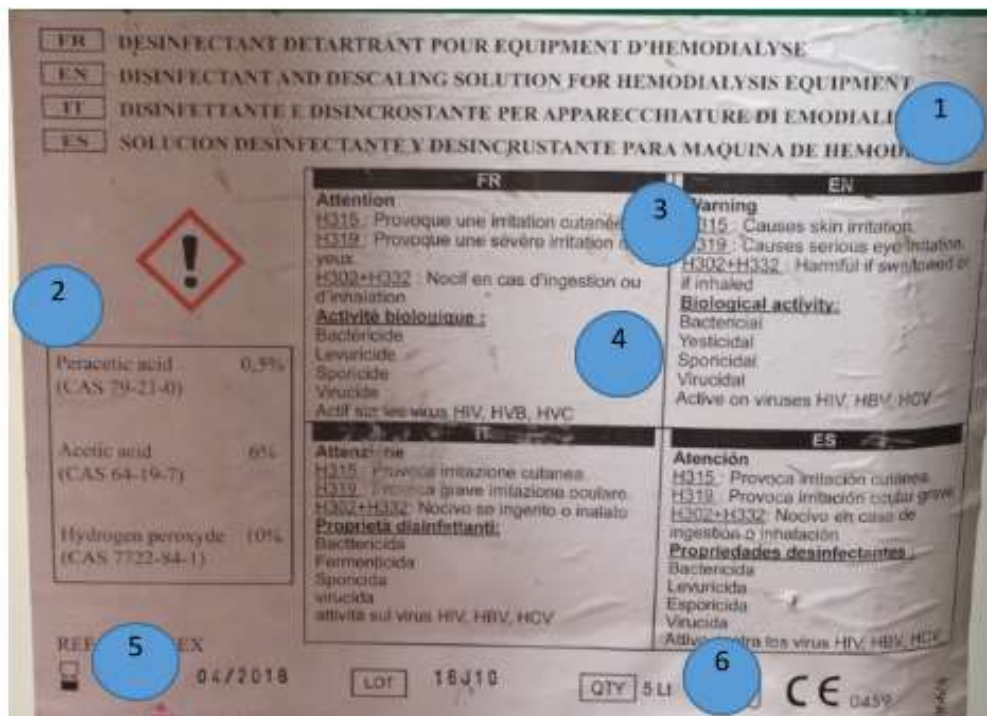 FR DESINFECTANT DETARTRANT POUR EQUIPMENT D'HEMODIALYSE
EN DISINFECTANT AND DESCALING SOLUTION FOR HEMODIALYSIS EQUIPMENT
IT DISINFETTANTE E DISINCROSTANTE PER APPARECCHIATURE DI
ES SOLUCION DESINFECTANTE Y DESINCRUSTANTE PARA MAQUINA DE
1
2
Peracetic acid 0,5%
(CAS 79-21-0)
Acetic acid 6%
(CAS 64-19-7)
Hydrogen peroxyde 10%
(CAS 7722-84-1)
FR
Attention
H315 : Provoque une irritation
H319 : Provoque une sévère irritation
yeux
H302+H332 : Nocif en cas d'ingestion ou
d'inhalation
Activité biologique :
Bactéricide
Levuricide
Sporicide
Virucide
Actif sur les virus HIV, HVB, HVC
3
4
EN
Warning
Causes skin irritation.
Causes serious eye irritation.
H302+H332 : Harmful if swallowed or
if inhaled
Biological activity:
Yesticidal
Sporicidal
Virucidal
Active on viruses HIV, HBV, HCV
IT
H315 : Provoca irritazione cutanea.
H319 : grave irritazione oculare.
H302+H332: Nocivo se ingerito o inalato
Proprietà disinfettanti:
Fermenticida
Sporicida
virucida
attivita sul virus HIV, HBV, HCV
ES
Atención
H315 : Provoca irritación cutanea.
H319 : Provoca irritación ocular grave
H302+H332: Nocivo en caso de
ingestion o inhalación
Propriedades desinfectantes :
Bactericida
Levuricida
Esporicida
Virucida
los virus HIV, HBV, HCV
5
04/2018
LOT 16J10
QTY 5 Lt
6
CE 0459